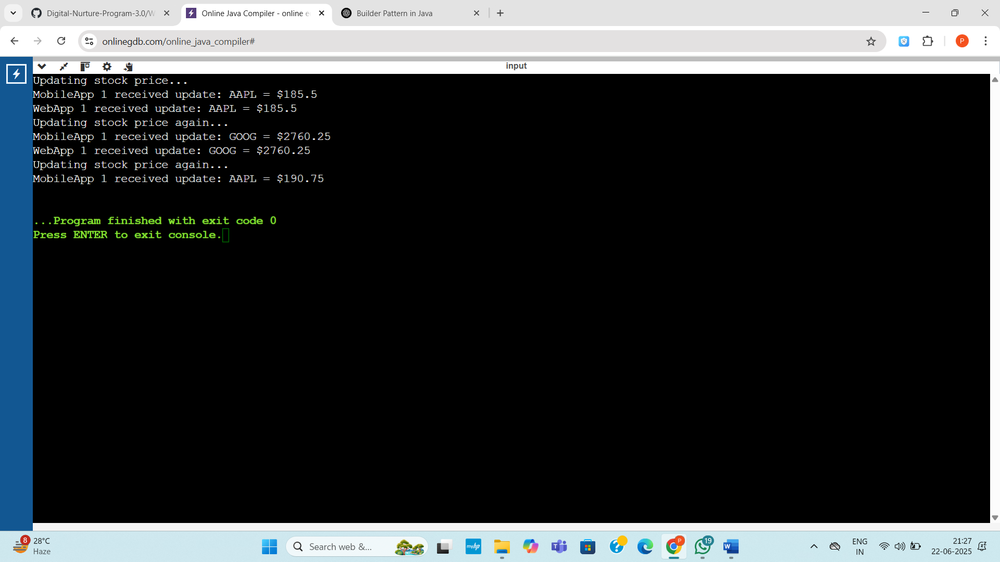 Digital-Nurture-Program-3.0/W
Online Java Compiler - online e
Builder Pattern in Java
onlinegdb.com/online_java_compiler#
P
input
Updating stock price...
MobileApp 1 received update: AAPL = $185.5
WebApp 1 received update: AAPL = $185.5
Updating stock price again...
MobileApp 1 received update: GOOG = $2760.25
WebApp 1 received update: GOOG = $2760.25
Updating stock price again...
MobileApp 1 received update: AAPL = $190.75
...Program finished with exit code 0
Press ENTER to exit console.
8
28°C
Haze
Search web &...
myhp
T
P
19
W
ENG
IN
21:27
22-06-2025